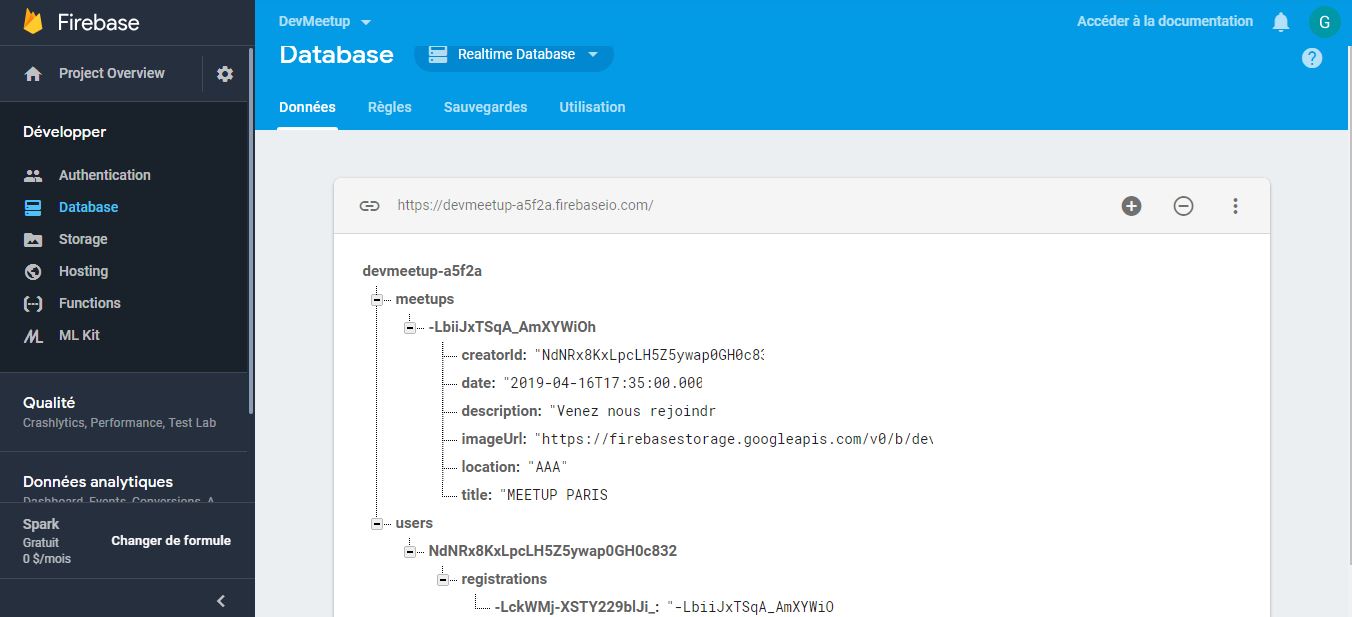 Firebase
DevMeetup
Accéder à la documentation
G
Database
Realtime Database
?
Project Overview
Données
Règles
Sauvegardes
Utilisation
Développer
Authentication
Database
Storage
Hosting
Functions
ML Kit
Qualité
Crashlytics, Performance, Test Lab
Données analytiques
Dashboard, Events, Conversions, A
Spark
Gratuit
0 $/mois
Changer de formule
https://devmeetup-a5f2a.firebaseio.com/
devmeetup-a5f2a
meetups
-LbiiJxTSqA_AmXYWiOh
creatorId: "NdNRx8KxLpcLH5Z5ywap0GH0c83
date: "2019-04-16T17:35:00.000
description: "Venez nous rejoindr
imageUrl: "https://firebasestorage.googleapis.com/v0/b/dev
location: "AAA"
title: "MEETUP PARIS
users
NdNRx8KxLpcLH5Z5ywap0GH0c832
registrations
-LckWMj-XSTY229blJi_: "-LbiiJxTSqA_AmXYWiO